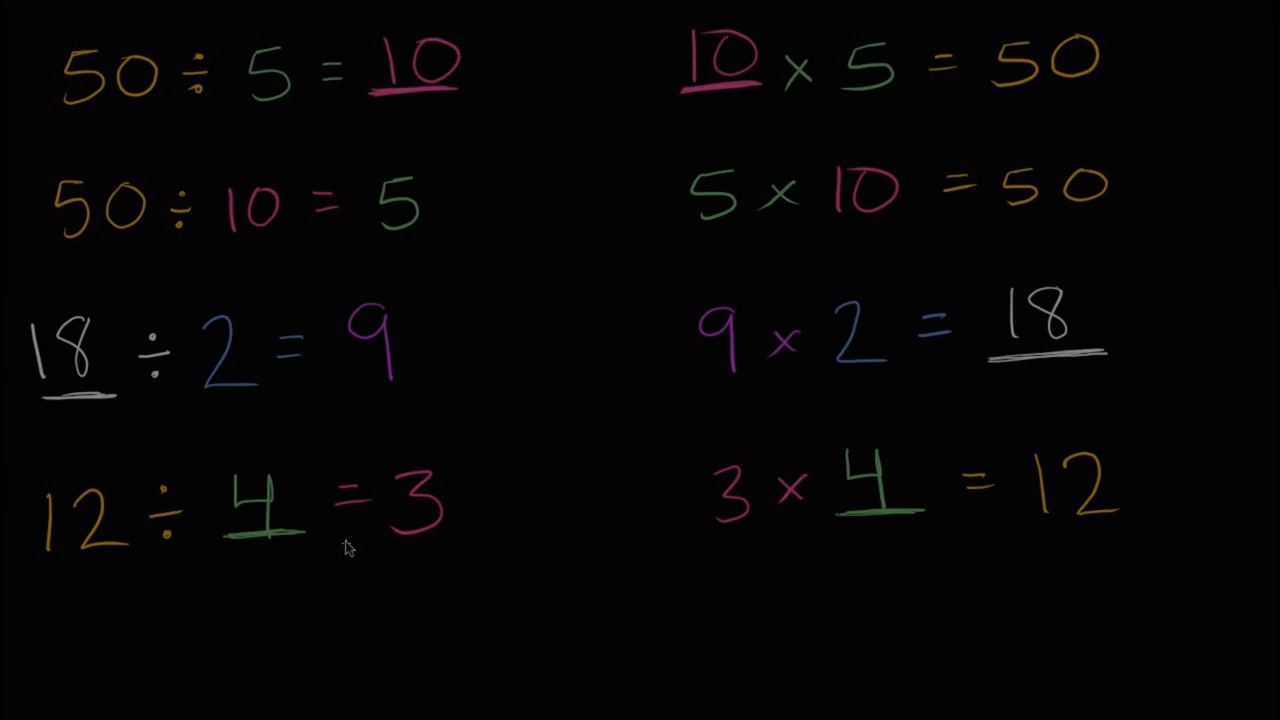 50 ÷ 5 = 10 10 × 5 = 50
50 ÷ 10 = 5 5 × 10 = 50
18 ÷ 2 = 9 9 × 2 = 18
12 ÷ 4 = 3 3 × 4 = 12